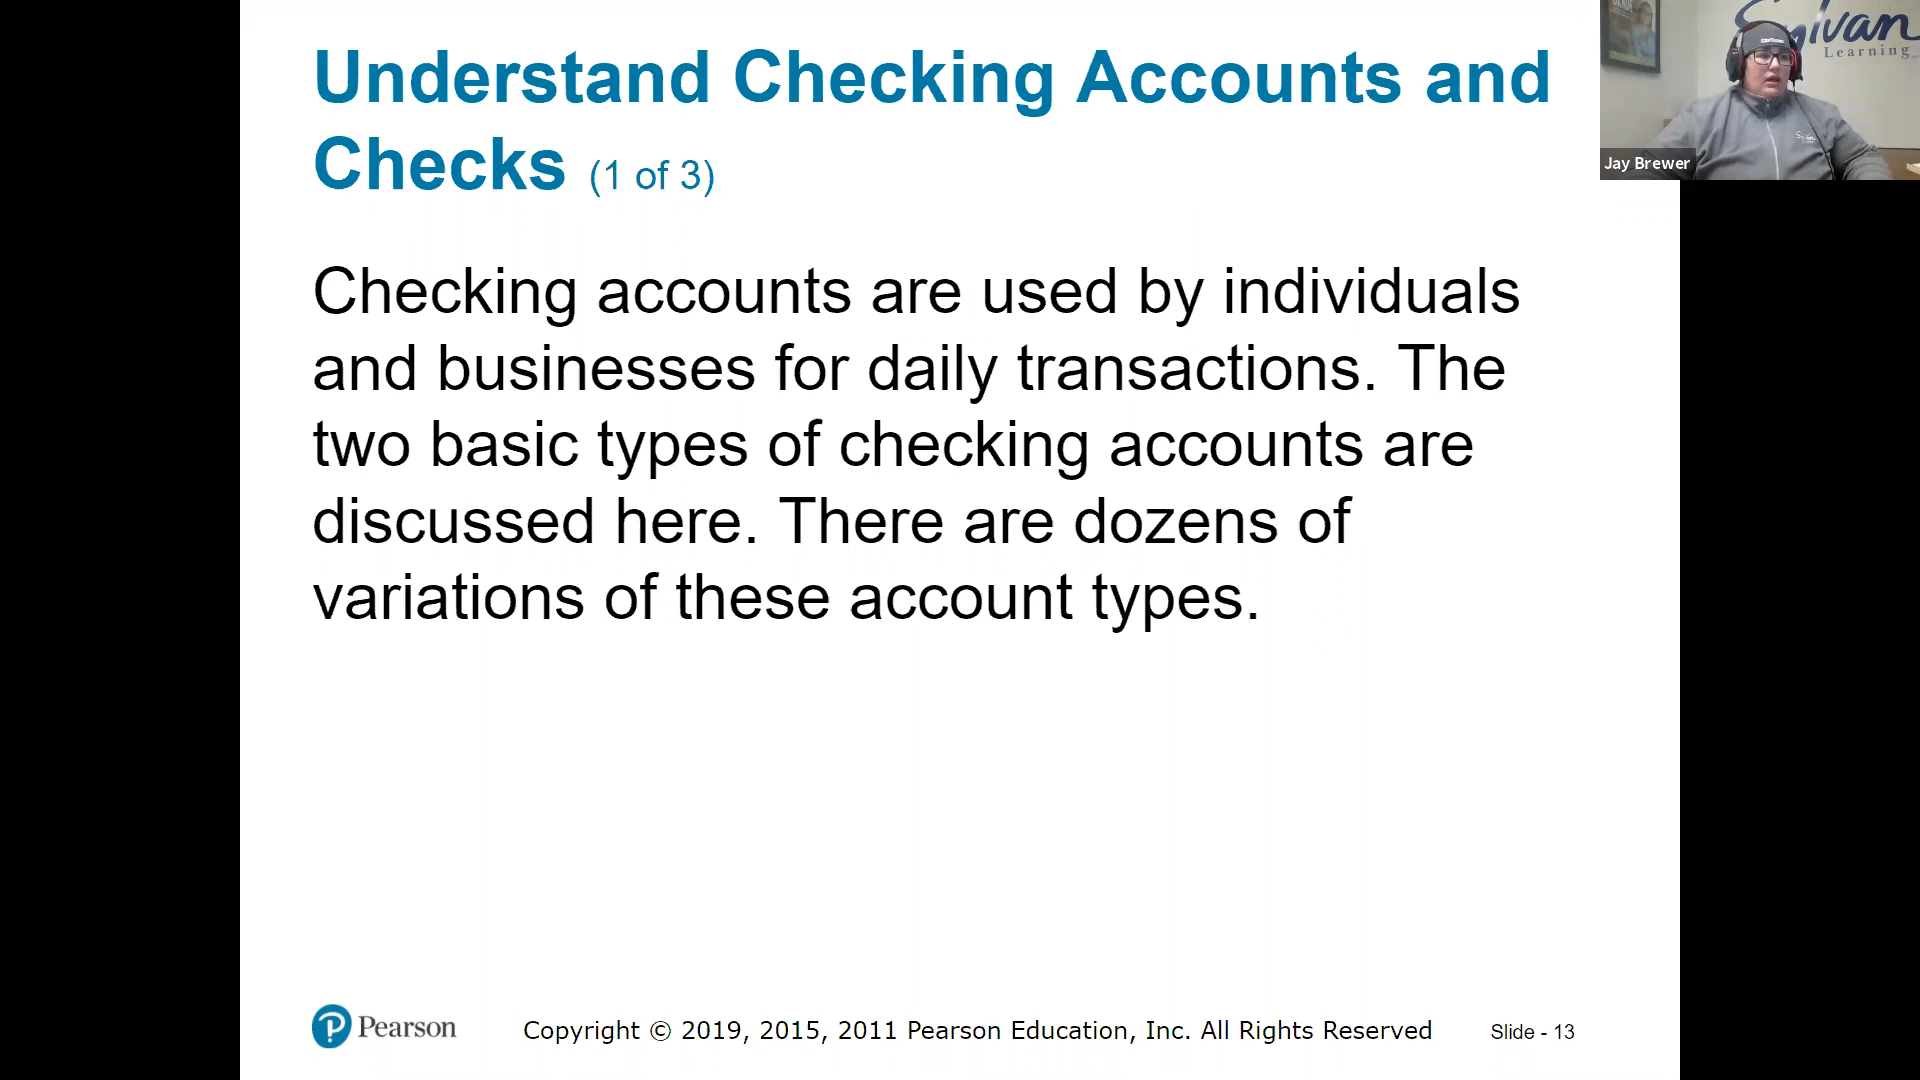 Understand Checking Accounts and
Checks (1 of 3)
Checking accounts are used by individuals
and businesses for daily transactions. The
two basic types of checking accounts are
discussed here. There are dozens of
variations of these account types.
Pearson
Copyright © 2019, 2015, 2011 Pearson Education, Inc. All Rights Reserved
Slide - 13
Sylvan
Learning
Jay Brewer